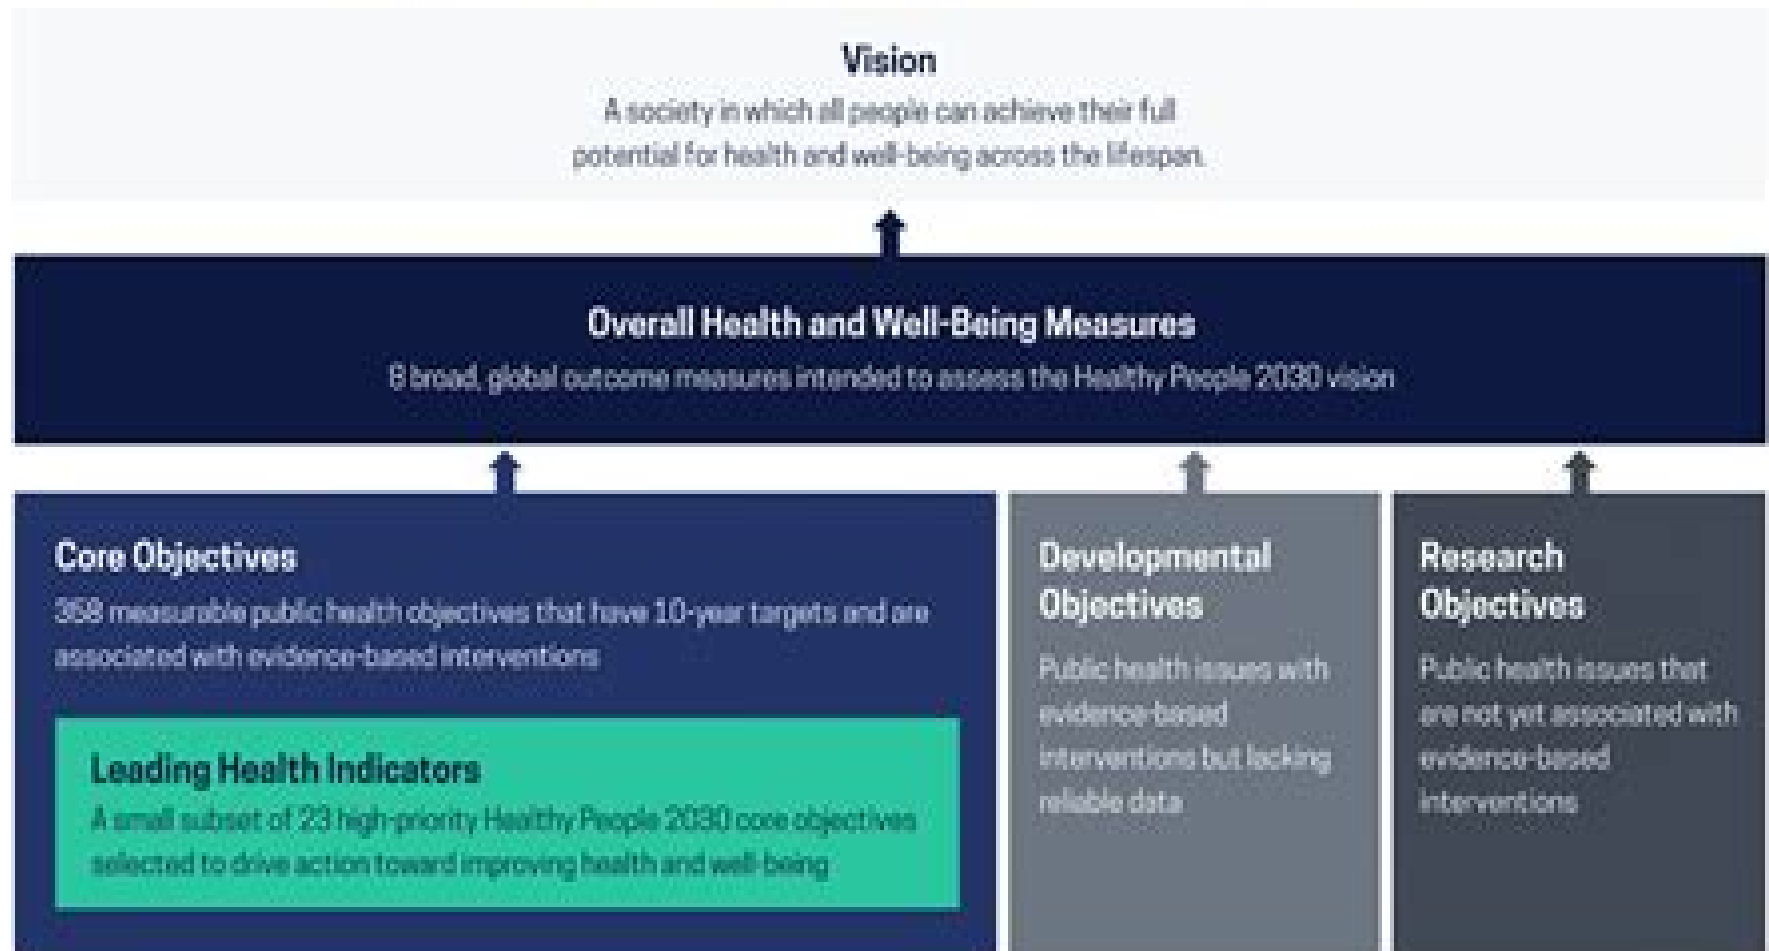 Vision
A society in which all people can achieve their full
potential for health and well-being across the lifespan.
Overall Health and Well-Being Measures
8 broad, global outcome measures intended to assess the Healthy People 2030 vision
Core Objectives
358 measurable public health objectives that have 10-year targets and are
associated with evidence-based interventions
Leading Health Indicators
A small subset of 23 high-priority Healthy People 2030 core objectives
selected to drive action toward improving health and well-being
Developmental
Objectives
Public health issues with
evidence-based
interventions but lacking
reliable data
Research
Objectives
Public health issues that
are not yet associated with
evidence-based
interventions